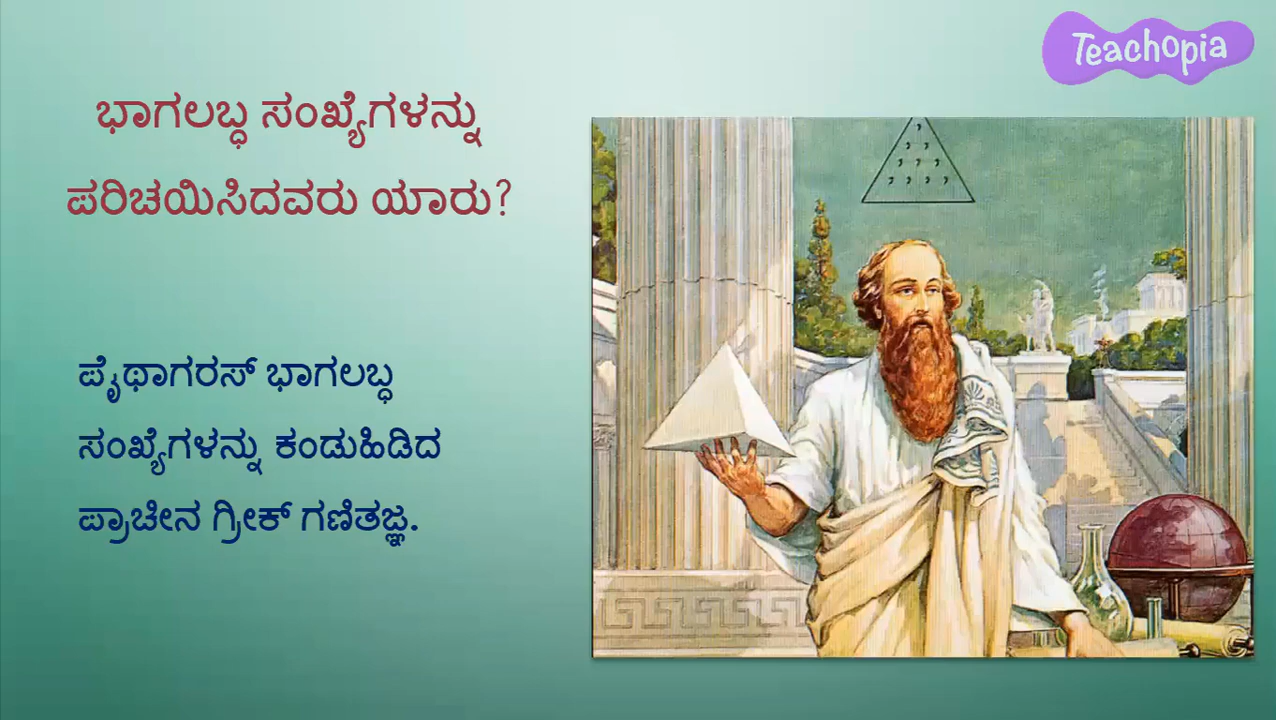 Teachopia
ಭಾಗಲಬ್ಧ ಸಂಖ್ಯೆಗಳನ್ನು
ಪರಿಚಯಿಸಿದವರು ಯಾರು?
ಪೈಥಾಗರಸ್ ಭಾಗಲಬ್ಧ
ಸಂಖ್ಯೆಗಳನ್ನು ಕಂಡುಹಿಡಿದ
ಪ್ರಾಚೀನ ಗ್ರೀಕ್ ಗಣಿತಜ್ಞ.